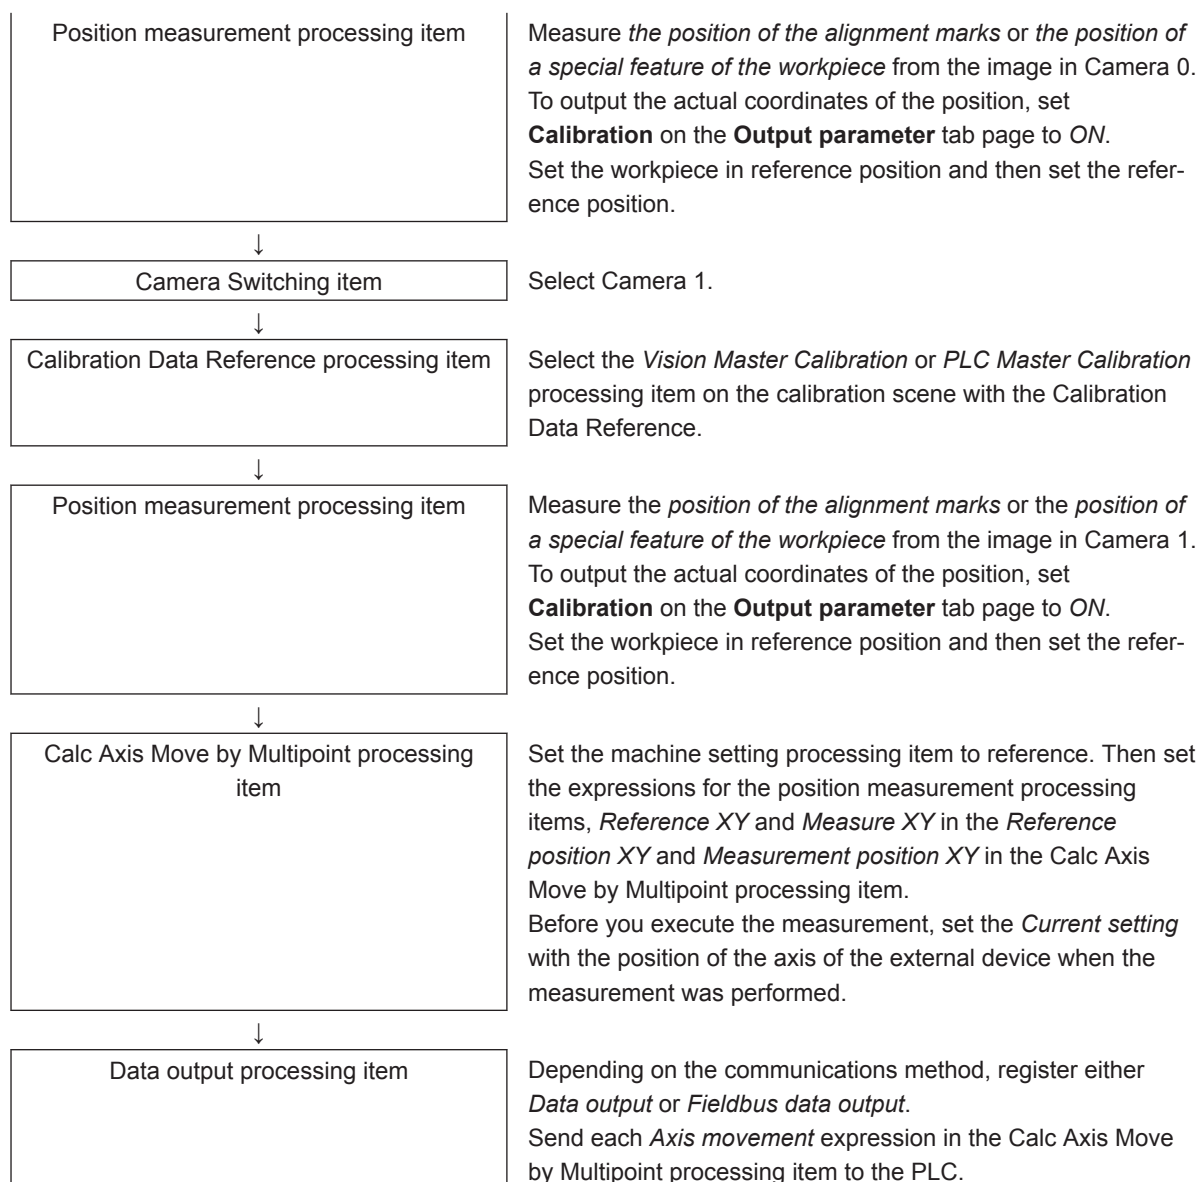 Position measurement processing item
Measure the position of the alignment marks or the position of
a special feature of the workpiece from the image in Camera 0.
To output the actual coordinates of the position, set
Calibration on the Output parameter tab page to ON.
Set the workpiece in reference position and then set the refer-
ence position.
↓
Camera Switching item
Select Camera 1.
↓
Calibration Data Reference processing item
Select the Vision Master Calibration or PLC Master Calibration
processing item on the calibration scene with the Calibration
Data Reference.
↓
Position measurement processing item
Measure the position of the alignment marks or the position of
a special feature of the workpiece from the image in Camera 1.
To output the actual coordinates of the position, set
Calibration on the Output parameter tab page to ON.
Set the workpiece in reference position and then set the refer-
ence position.
↓
Calc Axis Move by Multipoint processing
item
Set the machine setting processing item to reference. Then set
the expressions for the position measurement processing
items, Reference XY and Measure XY in the Reference
position XY and Measurement position XY in the Calc Axis
Move by Multipoint processing item.
Before you execute the measurement, set the Current setting
with the position of the axis of the external device when the
measurement was performed.
↓
Data output processing item
Depending on the communications method, register either
Data output or Fieldbus data output.
Send each Axis movement expression in the Calc Axis Move
by Multipoint processing item to the PLC.